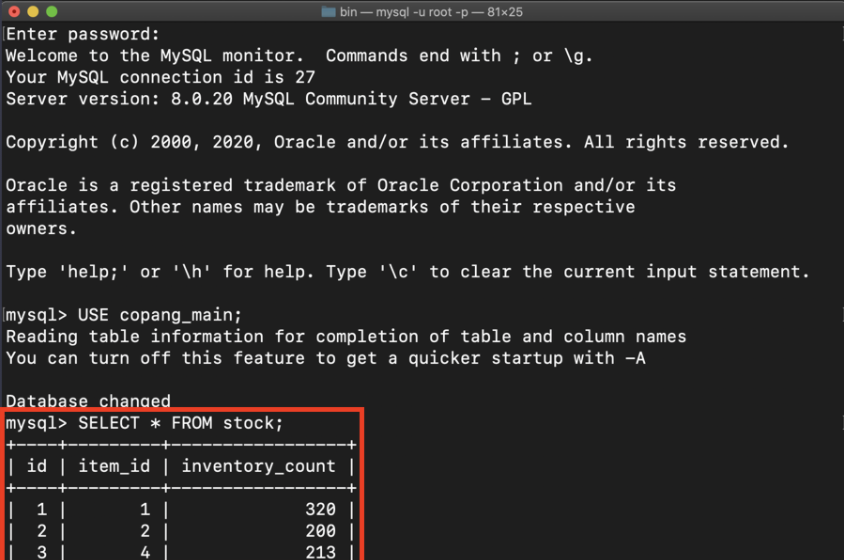 bin — mysql -u root -p — 81×25
Enter password:
Welcome to the MySQL monitor.  Commands end with ; or \g.
Your MySQL connection id is 27
Server version: 8.0.20 MySQL Community Server - GPL
Copyright (c) 2000, 2020, Oracle and/or its affiliates. All rights reserved.
Oracle is a registered trademark of Oracle Corporation and/or its
affiliates. Other names may be trademarks of their respective
owners.
Type 'help;' or '\h' for help. Type '\c' to clear the current input statement.
mysql> USE copang_main;
Reading table information for completion of table and column names
You can turn off this feature to get a quicker startup with -A
Database changed
mysql> SELECT * FROM stock;
+----+---------+-----------------+
| id | item_id | inventory_count |
+----+---------+-----------------+
|  1 |       1 |             320 |
|  2 |       2 |             200 |
|  3 |       4 |             213 |